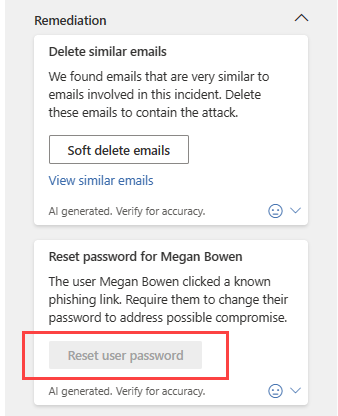 Remediation
Delete similar emails
We found emails that are very similar to
emails involved in this incident. Delete
these emails to contain the attack.
Soft delete emails
View similar emails
AI generated. Verify for accuracy.
Reset password for Megan Bowen
The user Megan Bowen clicked a known
phishing link. Require them to change their
password to address possible compromise.
Reset user password
AI generated. Verify for accuracy.